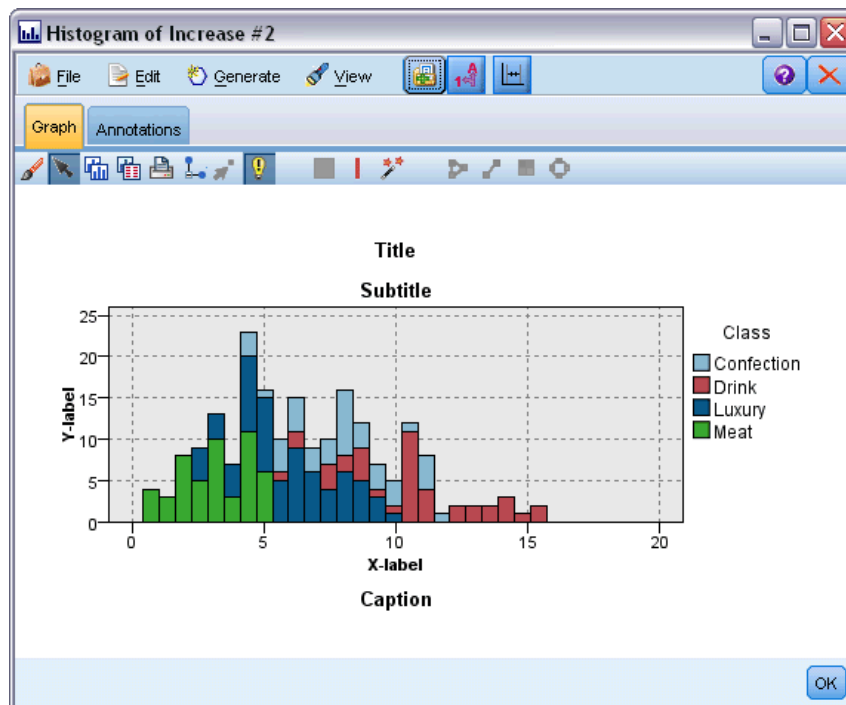 Histogram of Increase #2
File Edit Generate View
Graph Annotations
Title
Subtitle
25
20
15
10
5
0
Y-label
0 5 10 15 20
X-label
Caption
Class
Confection
Drink
Luxury
Meat
OK